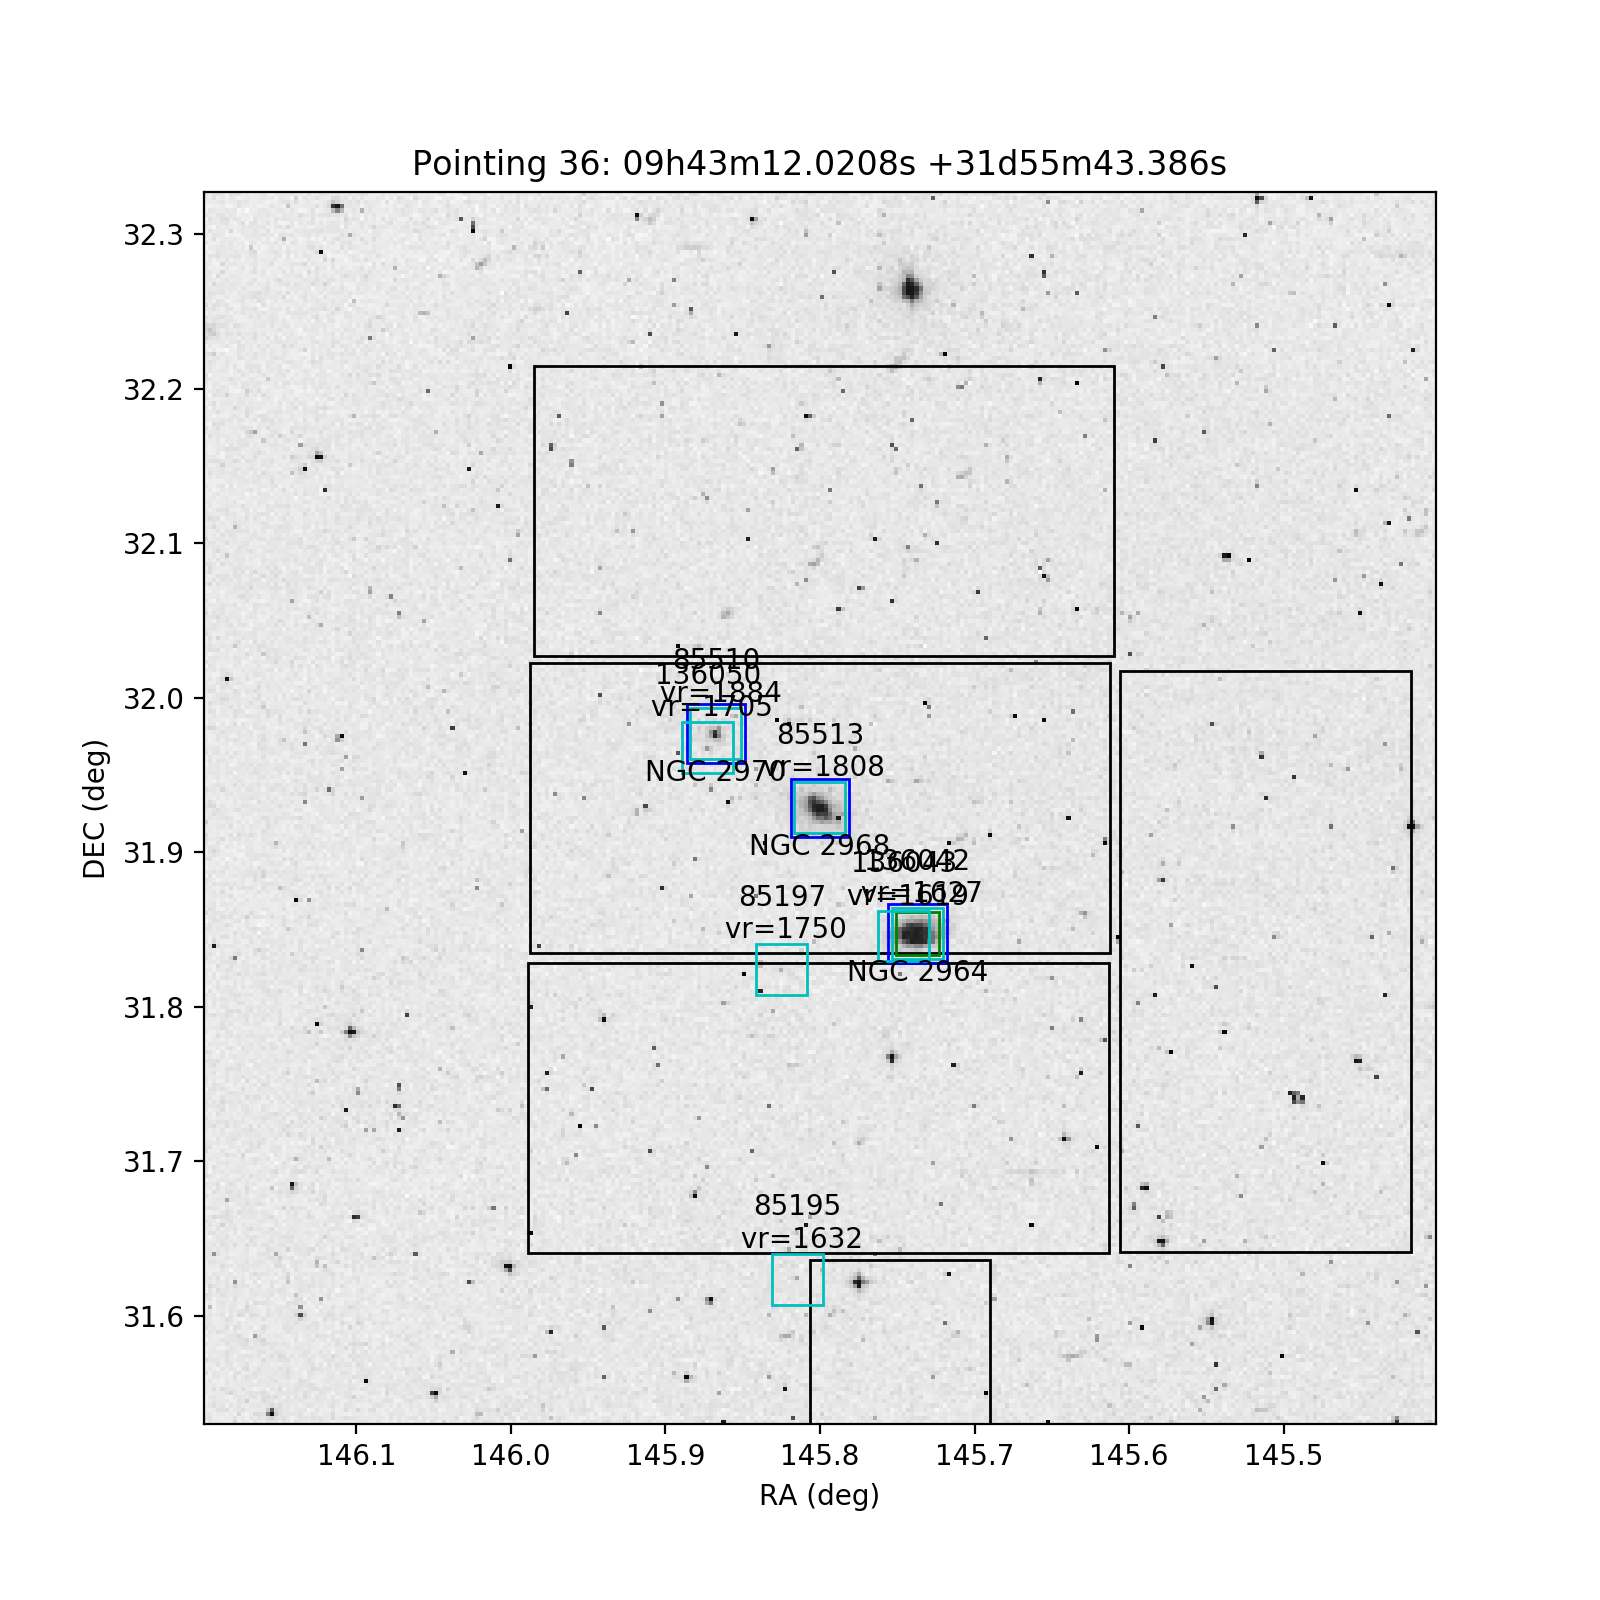 Pointing 36: 09h43m12.0208s +31d55m43.386s
32.3
32.2
32.1
32.0
31.9
31.8
31.7
31.6
DEC (deg)
85510
136050
vr=1884
vr=1705
NGC 2970
85513
vr=1808
NGC 2968
136043
136042
vr=1619
vr=1627
NGC 2964
85197
vr=1750
85195
vr=1632
146.1 146.0 145.9 145.8 145.7 145.6 145.5
RA (deg)